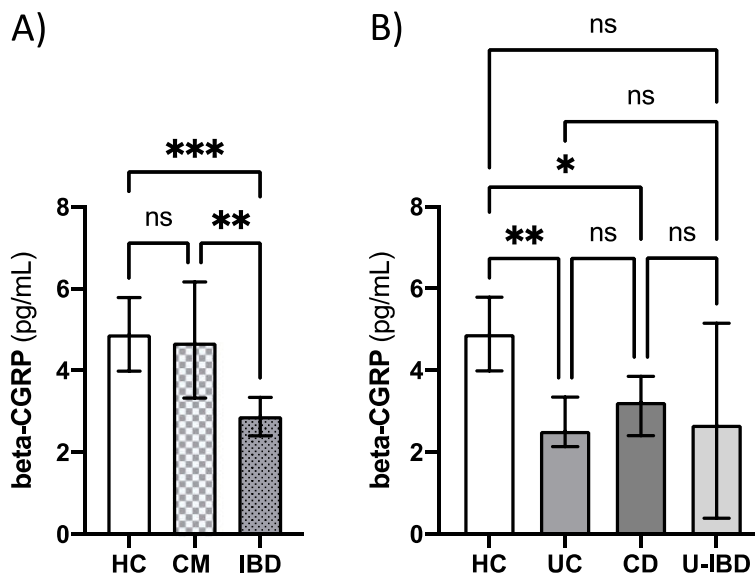 A)
***
ns
**
8
6
4
2
0
beta-CGRP (pg/mL)
HC CM IBD
B)
ns
ns
*
** ns ns
8
6
4
2
0
beta-CGRP (pg/mL)
HC UC CD U-IBD